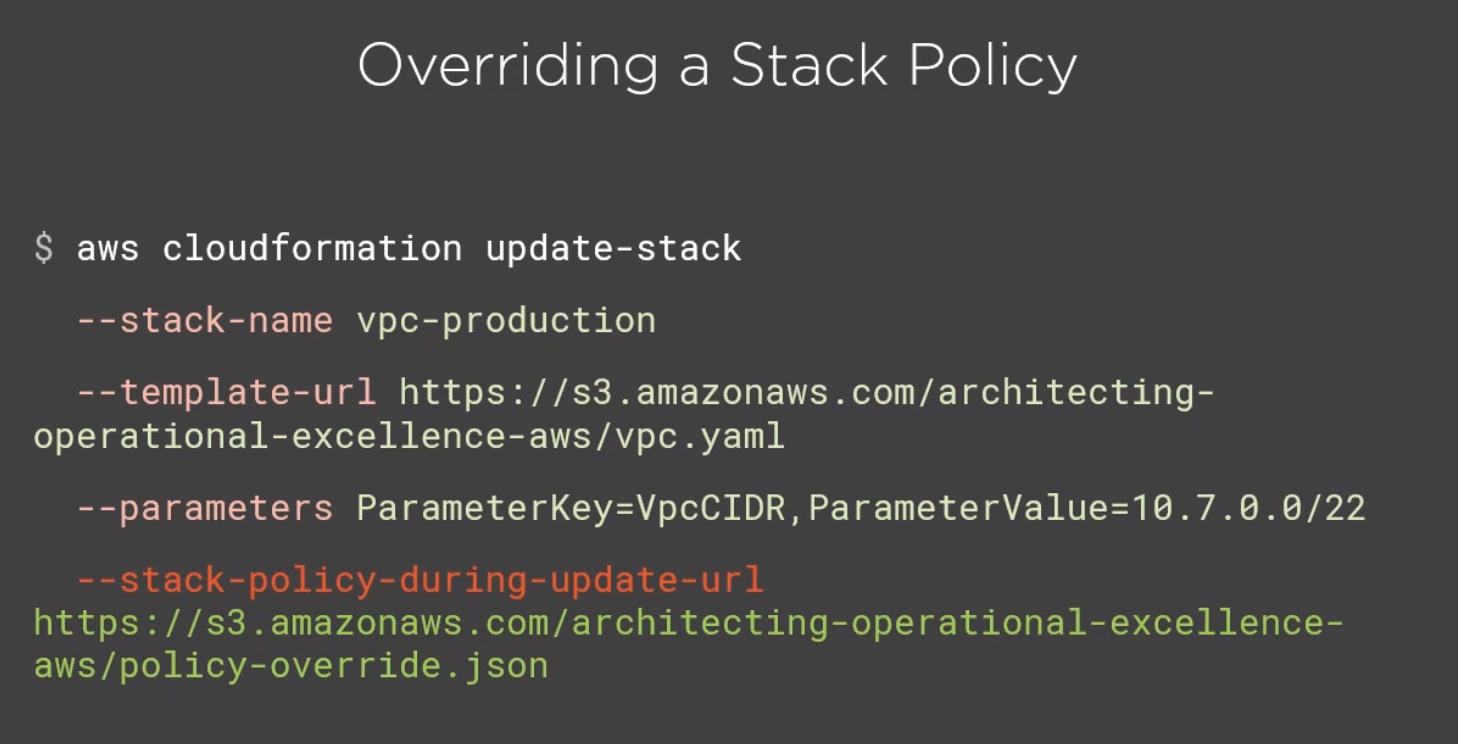 Overriding a Stack Policy
$ aws cloudformation update-stack
--stack-name vpc-production
--template-url https://s3.amazonaws.com/architecting-
operational-excellence-aws/vpc.yaml
--parameters ParameterKey=VpcCIDR,ParameterValue=10.7.0.0/22
--stack-policy-during-update-url
https://s3.amazonaws.com/architecting-operational-excellence-
aws/policy-override.json